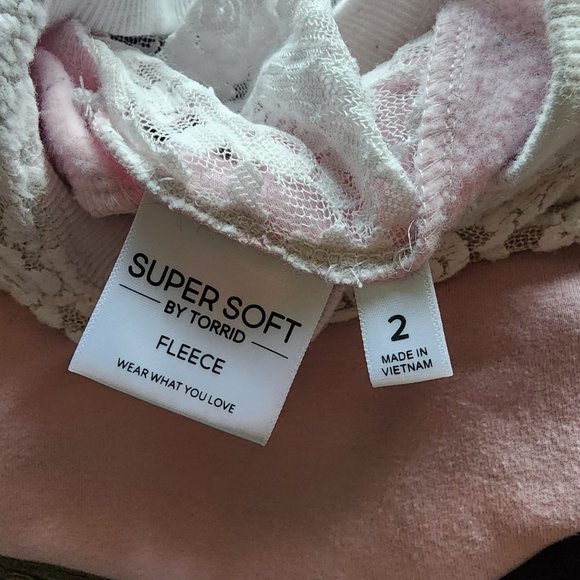 SUPER SOFT
BY TORRID
FLEECE
WEAR WHAT YOU LOVE
2
MADE IN
VIETNAM